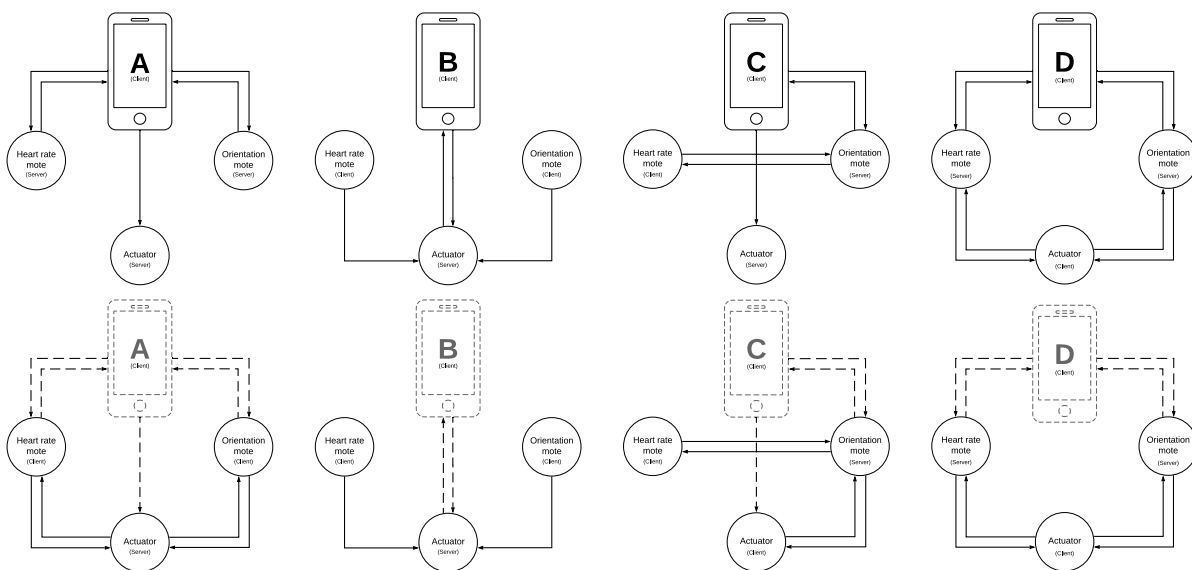 A
(Client)
Heart rate
mote
(Server)
Orientation
mote
(Server)
Actuator
(Server)
B
(Client)
Heart rate
mote
(Client)
Orientation
mote
(Client)
Actuator
(Server)
C
(Client)
Heart rate
mote
(Client)
Orientation
mote
(Server)
Actuator
(Server)
D
(Client)
Heart rate
mote
(Server)
Orientation
mote
(Server)
Actuator
(Client)
A
(Client)
Heart rate
mote
(Client)
Orientation
mote
(Client)
Actuator
(Server)
B
(Client)
Heart rate
mote
(Client)
Orientation
mote
(Client)
Actuator
(Server)
C
(Client)
Heart rate
mote
(Client)
Orientation
mote
(Server)
Actuator
(Client)
D
(Client)
Heart rate
mote
(Server)
Orientation
mote
(Server)
Actuator
(Client)